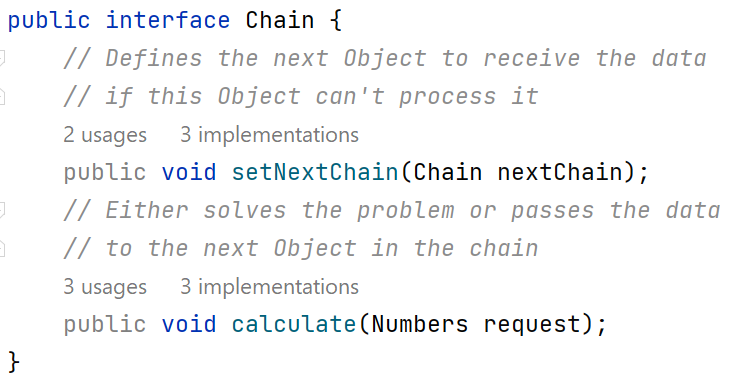 public interface Chain {
// Defines the next Object to receive the data
// if this Object can't process it
2 usages 3 implementations
public void setNextChain(Chain nextChain);
// Either solves the problem or passes the data
// to the next Object in the chain
3 usages 3 implementations
public void calculate(Numbers request);
}